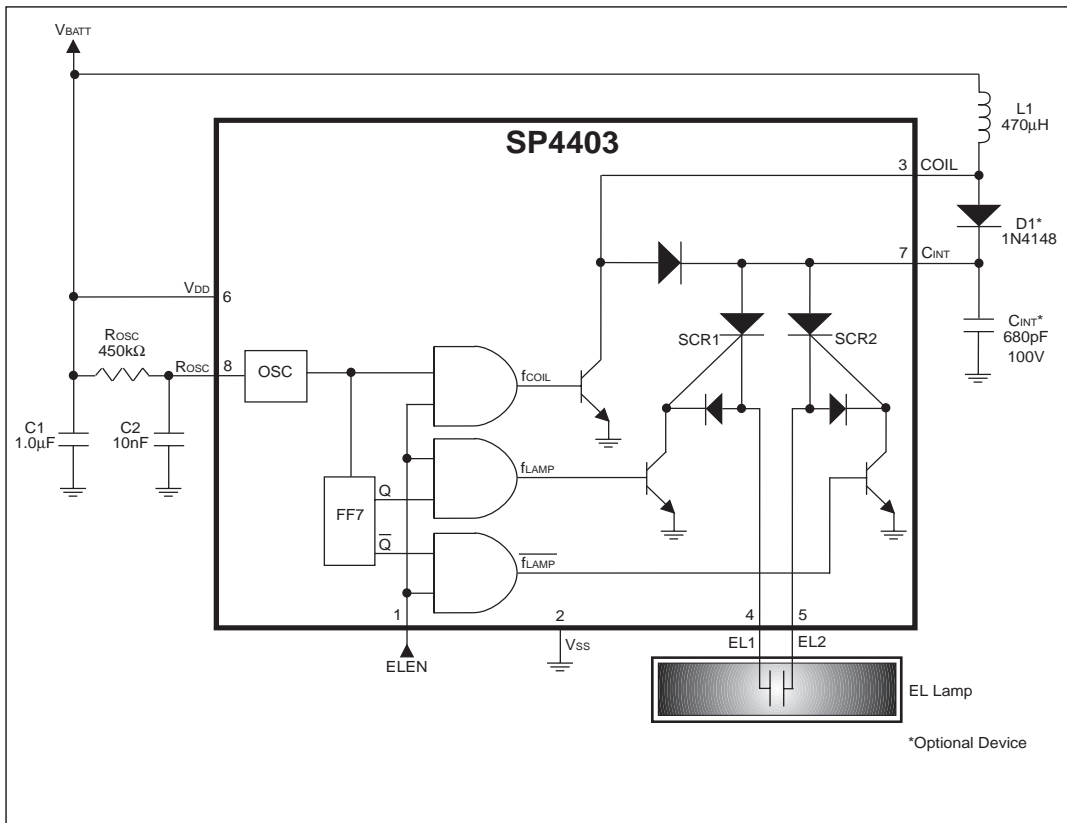 VBATT
L1
470µH
SP4403
3 COIL
D1*
1N4148
7 CINT
VDD
6
SCR1
SCR2
CINT*
680pF
100V
ROSC
450kΩ
ROSC
8
OSC
fCOIL
C1
1.0µF
C2
10nF
Q
fLAMP
FF7
Q̅
f̅L̅A̅M̅P̅
1
2
4
5
VSS
EL1
EL2
ELEN
EL Lamp
*Optional Device